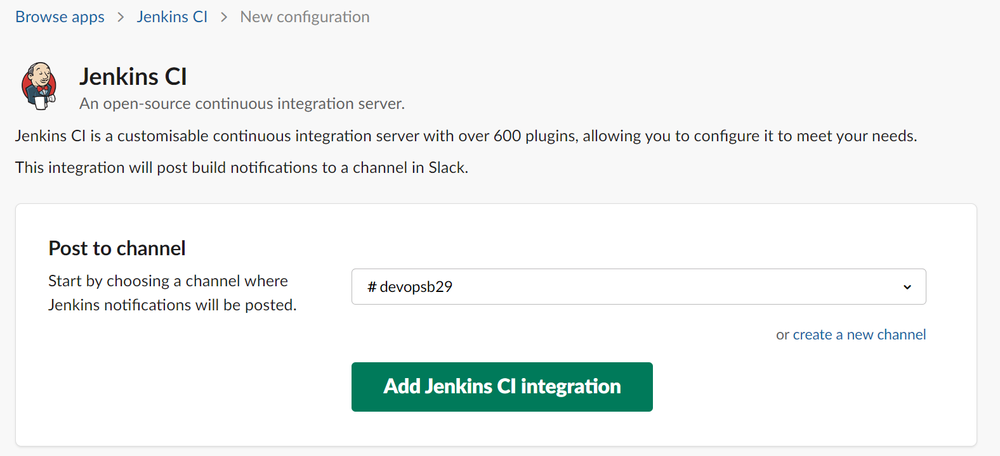 Browse apps > Jenkins CI > New configuration
Jenkins CI
An open-source continuous integration server.
Jenkins CI is a customisable continuous integration server with over 600 plugins, allowing you to configure it to meet your needs.
This integration will post build notifications to a channel in Slack.
Post to channel
Start by choosing a channel where
Jenkins notifications will be posted.
# devopsb29
or create a new channel
Add Jenkins CI integration